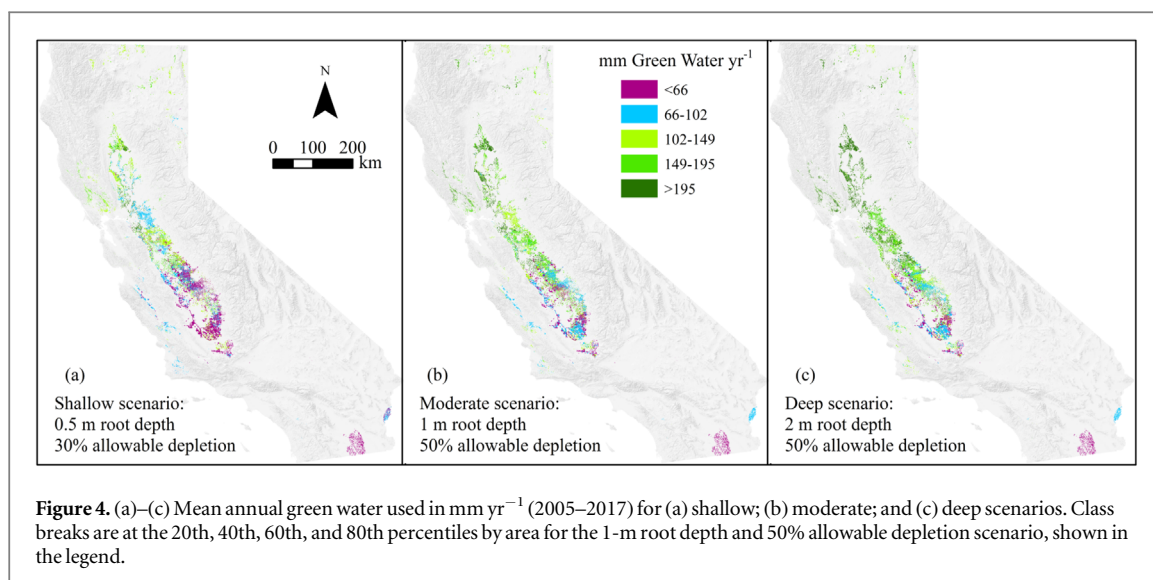 N
0 100 200
km
mm Green Water yr⁻¹
<66
66-102
102-149
149-195
>195
(a)
Shallow scenario:
0.5 m root depth
30% allowable depletion
(b)
Moderate scenario:
1 m root depth
50% allowable depletion
(c)
Deep scenario:
2 m root depth
50% allowable depletion
Figure 4. (a)–(c) Mean annual green water used in mm yr⁻¹ (2005–2017) for (a) shallow; (b) moderate; and (c) deep scenarios. Class
breaks are at the 20th, 40th, 60th, and 80th percentiles by area for the 1-m root depth and 50% allowable depletion scenario, shown in
the legend.